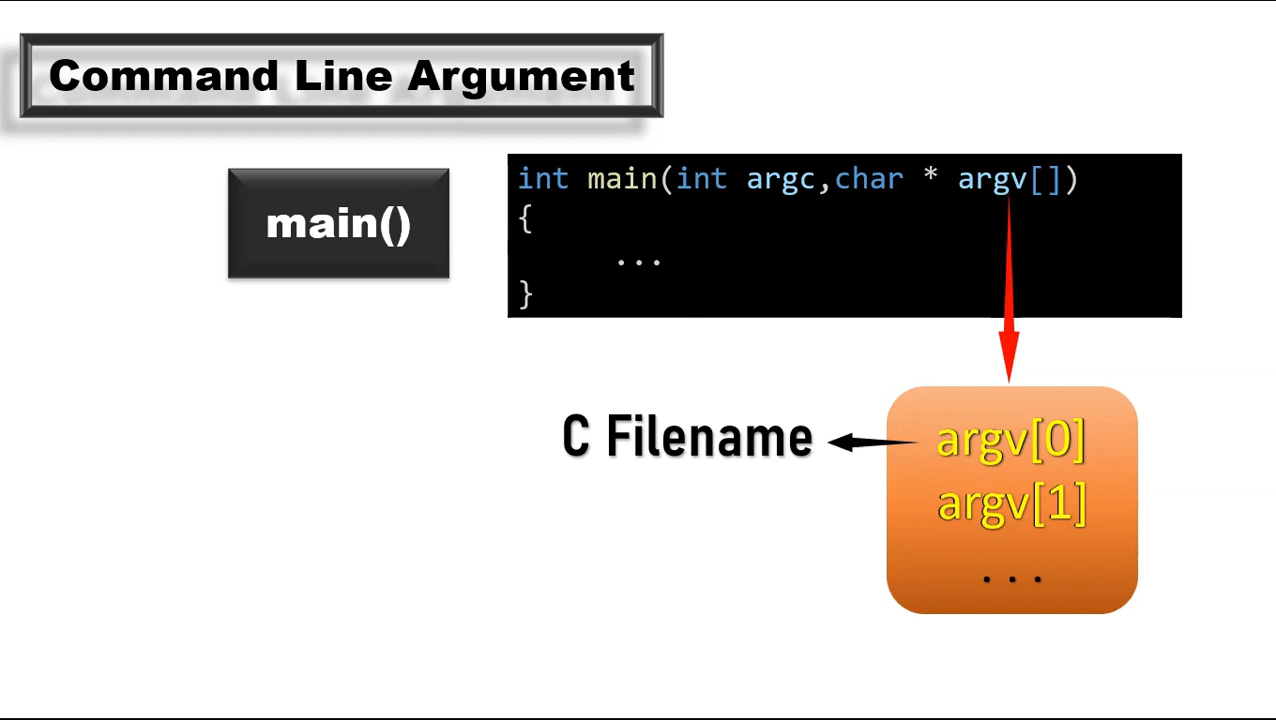 Command Line Argument
main()
int main(int argc,char * argv[])
{
...
}
C Filename
argv[0]
argv[1]
...